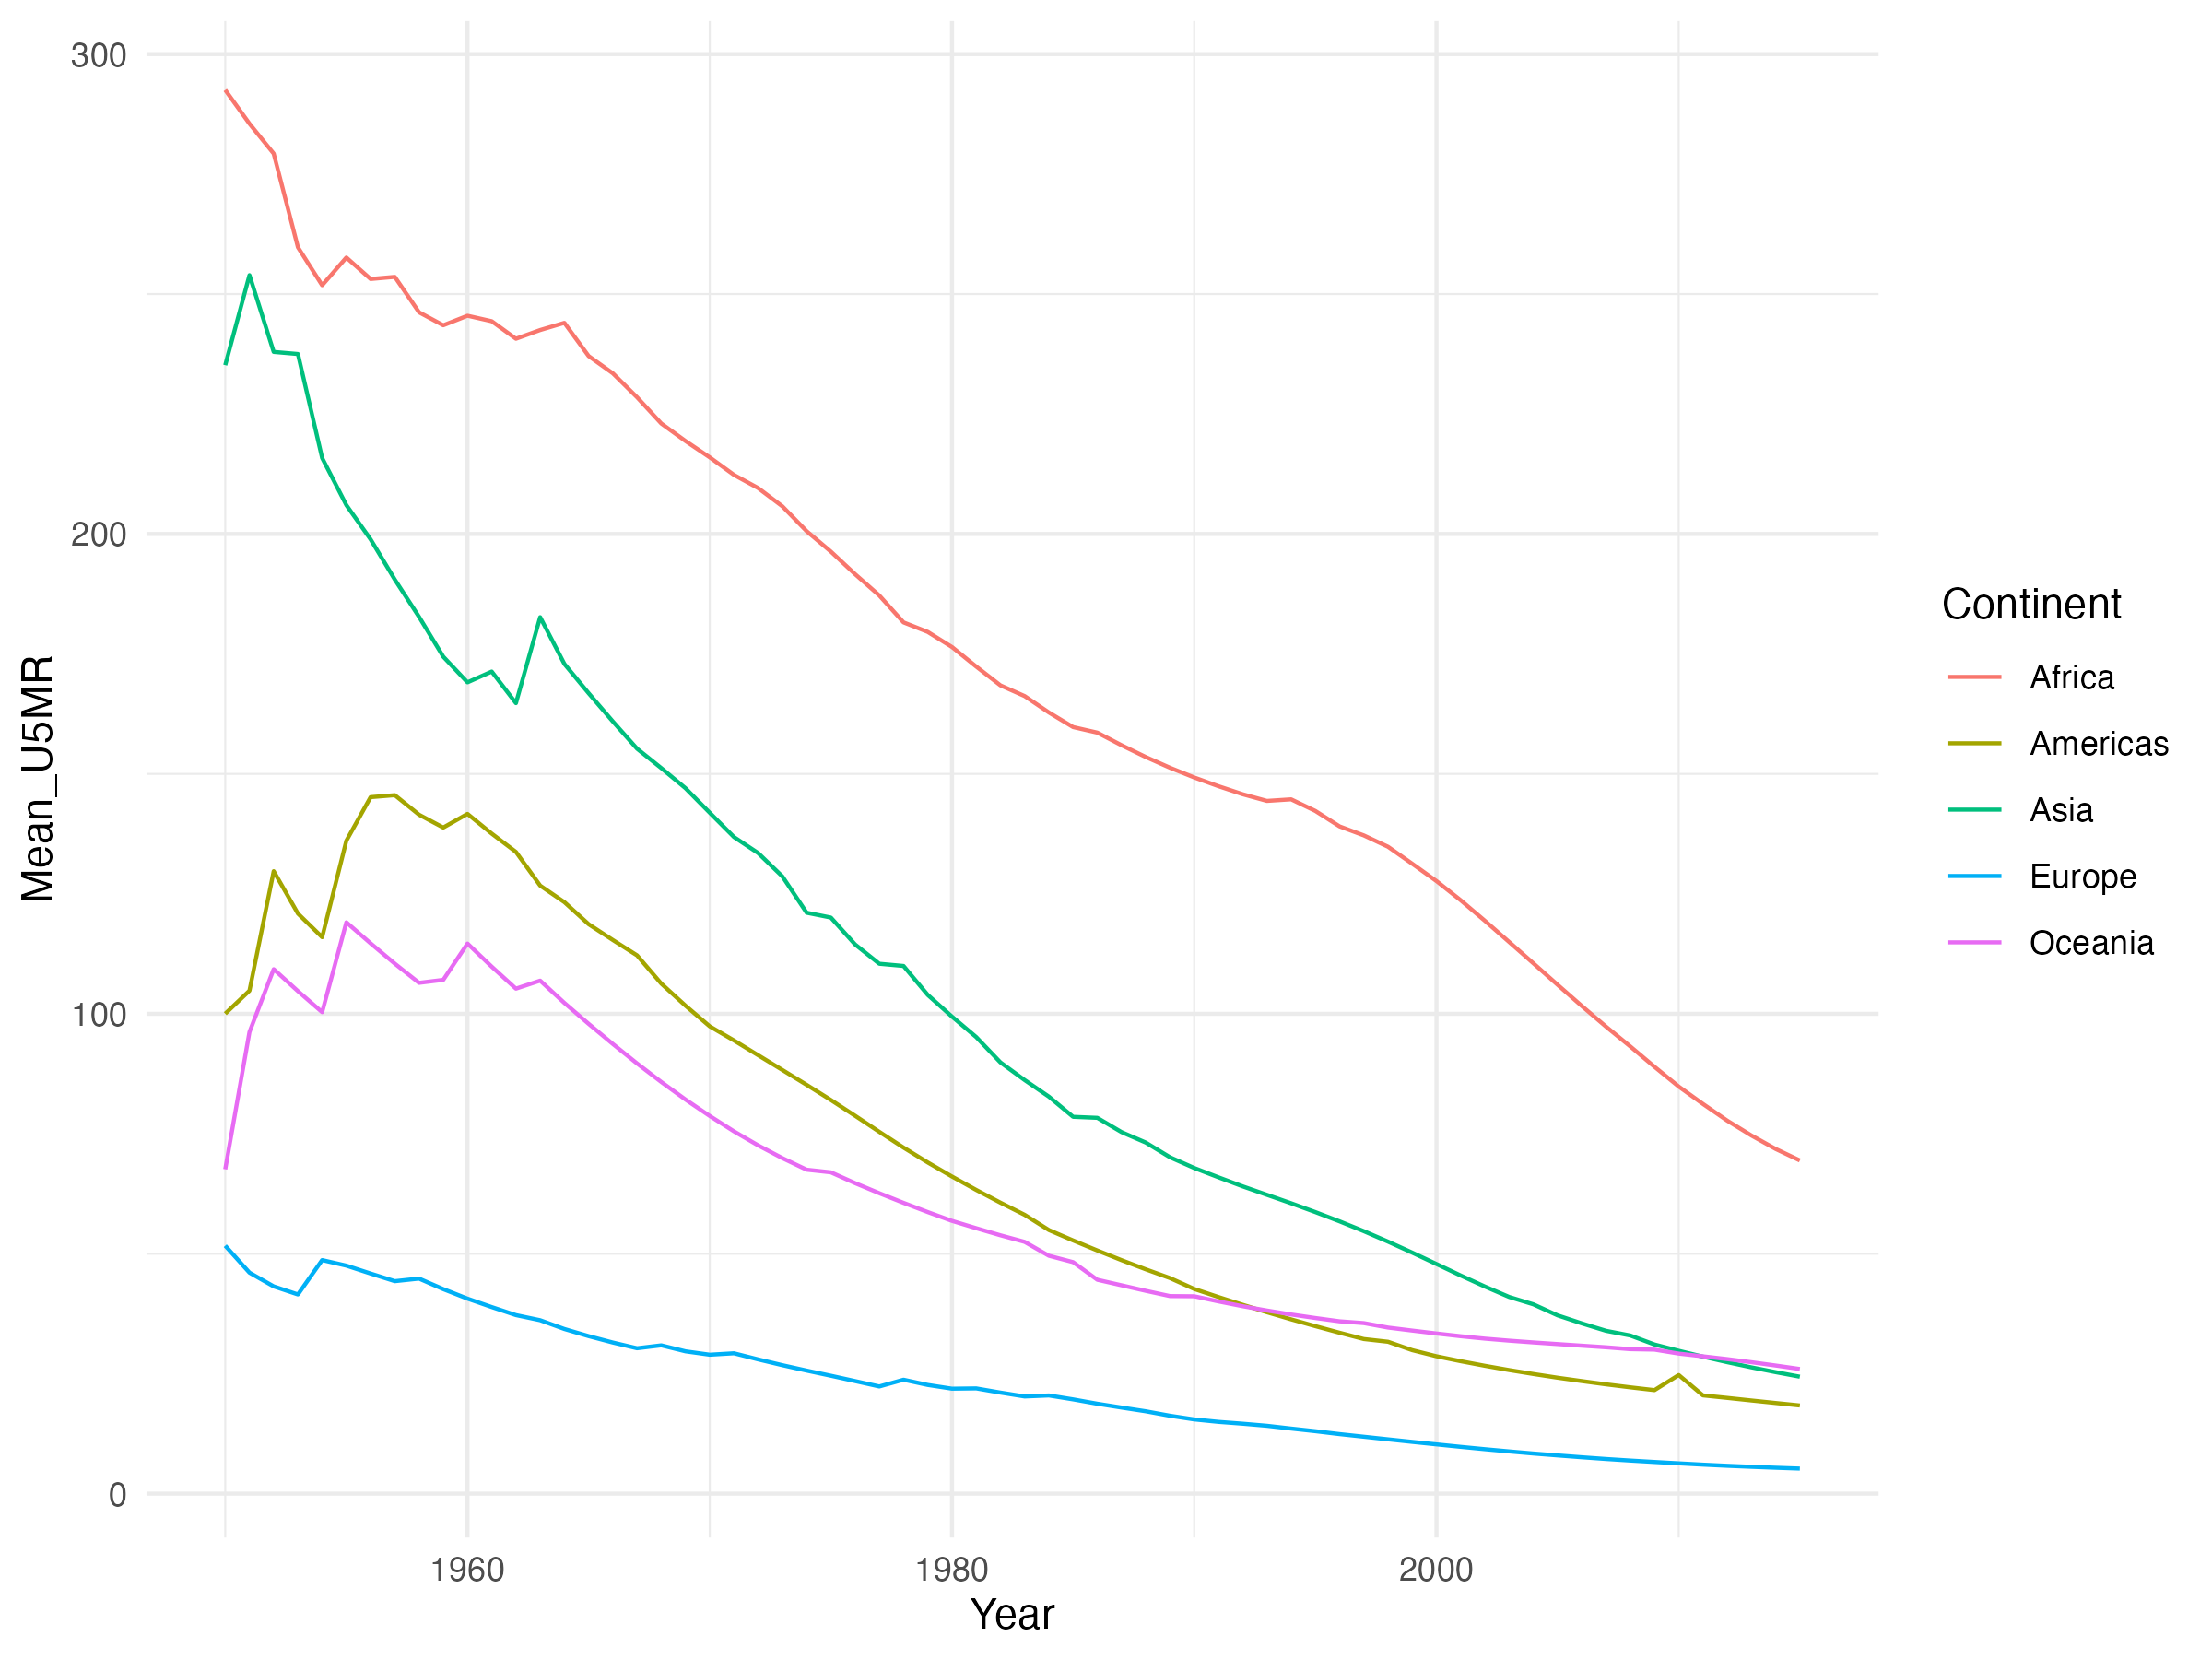 300
200
100
0
Mean_U5MR
1960
1980
2000
Year
Continent
Africa
Americas
Asia
Europe
Oceania